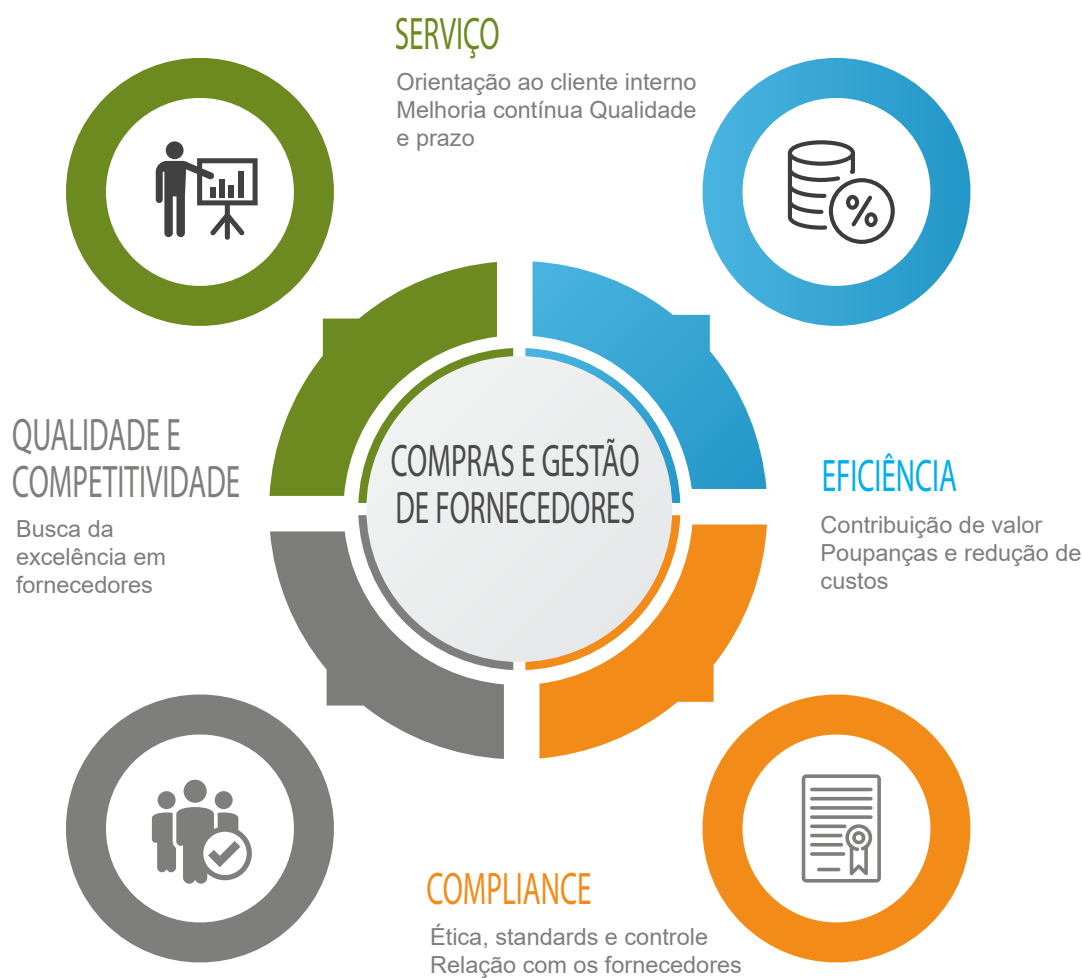 SERVIÇO
Orientação ao cliente interno
Melhoria contínua Qualidade
e prazo
QUALIDADE E
COMPETITIVIDADE
Busca da
excelência em
fornecedores
COMPRAS E GESTÃO
DE FORNECEDORES
EFICIÊNCIA
Contribuição de valor
Poupanças e redução de
custos
%
COMPLIANCE
Ética, standards e controle
Relação com os fornecedores